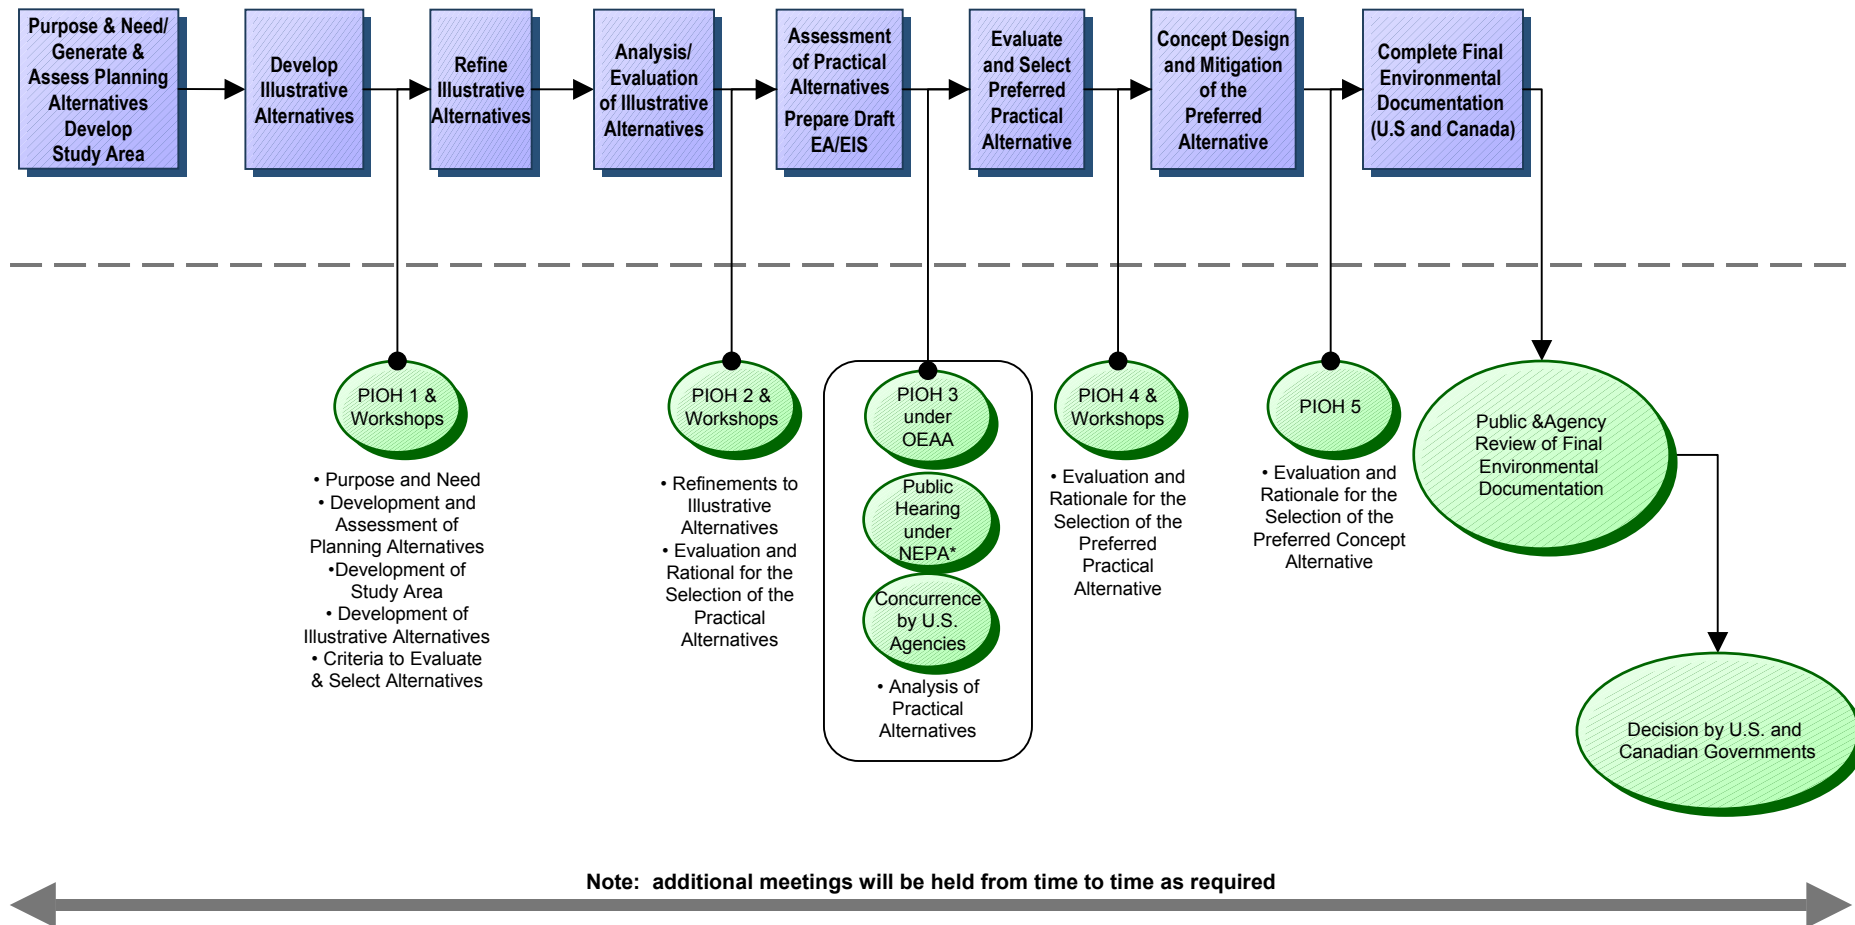 Purpose & Need/
Generate &
Assess Planning
Alternatives
Develop
Study Area
Develop
Illustrative
Alternatives
Refine
Illustrative
Alternatives
Analysis/
Evaluation
of Illustrative
Alternatives
Assessment
of Practical
Alternatives
Prepare Draft
EA/EIS
Evaluate
and Select
Preferred
Practical
Alternative
Concept Design
and Mitigation
of the
Preferred
Alternative
Complete Final
Environmental
Documentation
(U.S and Canada)
PIOH 1 &
Workshops
• Purpose and Need
• Development and
Assessment of
Planning Alternatives
•Development of
Study Area
• Development of
Illustrative Alternatives
• Criteria to Evaluate
& Select Alternatives
PIOH 2 &
Workshops
• Refinements to
Illustrative
Alternatives
• Evaluation and
Rational for the
Selection of the
Practical
Alternatives
PIOH 3
under
OEAA
Public
Hearing
under
NEPA*
Concurrence
by U.S.
Agencies
• Analysis of
Practical
Alternatives
PIOH 4 &
Workshops
• Evaluation and
Rationale for the
Selection of the
Preferred
Practical
Alternative
PIOH 5
• Evaluation and
Rationale for the
Selection of the
Preferred Concept
Alternative
Public &Agency
Review of Final
Environmental
Documentation
Decision by U.S. and
Canadian Governments
Note: additional meetings will be held from time to time as required